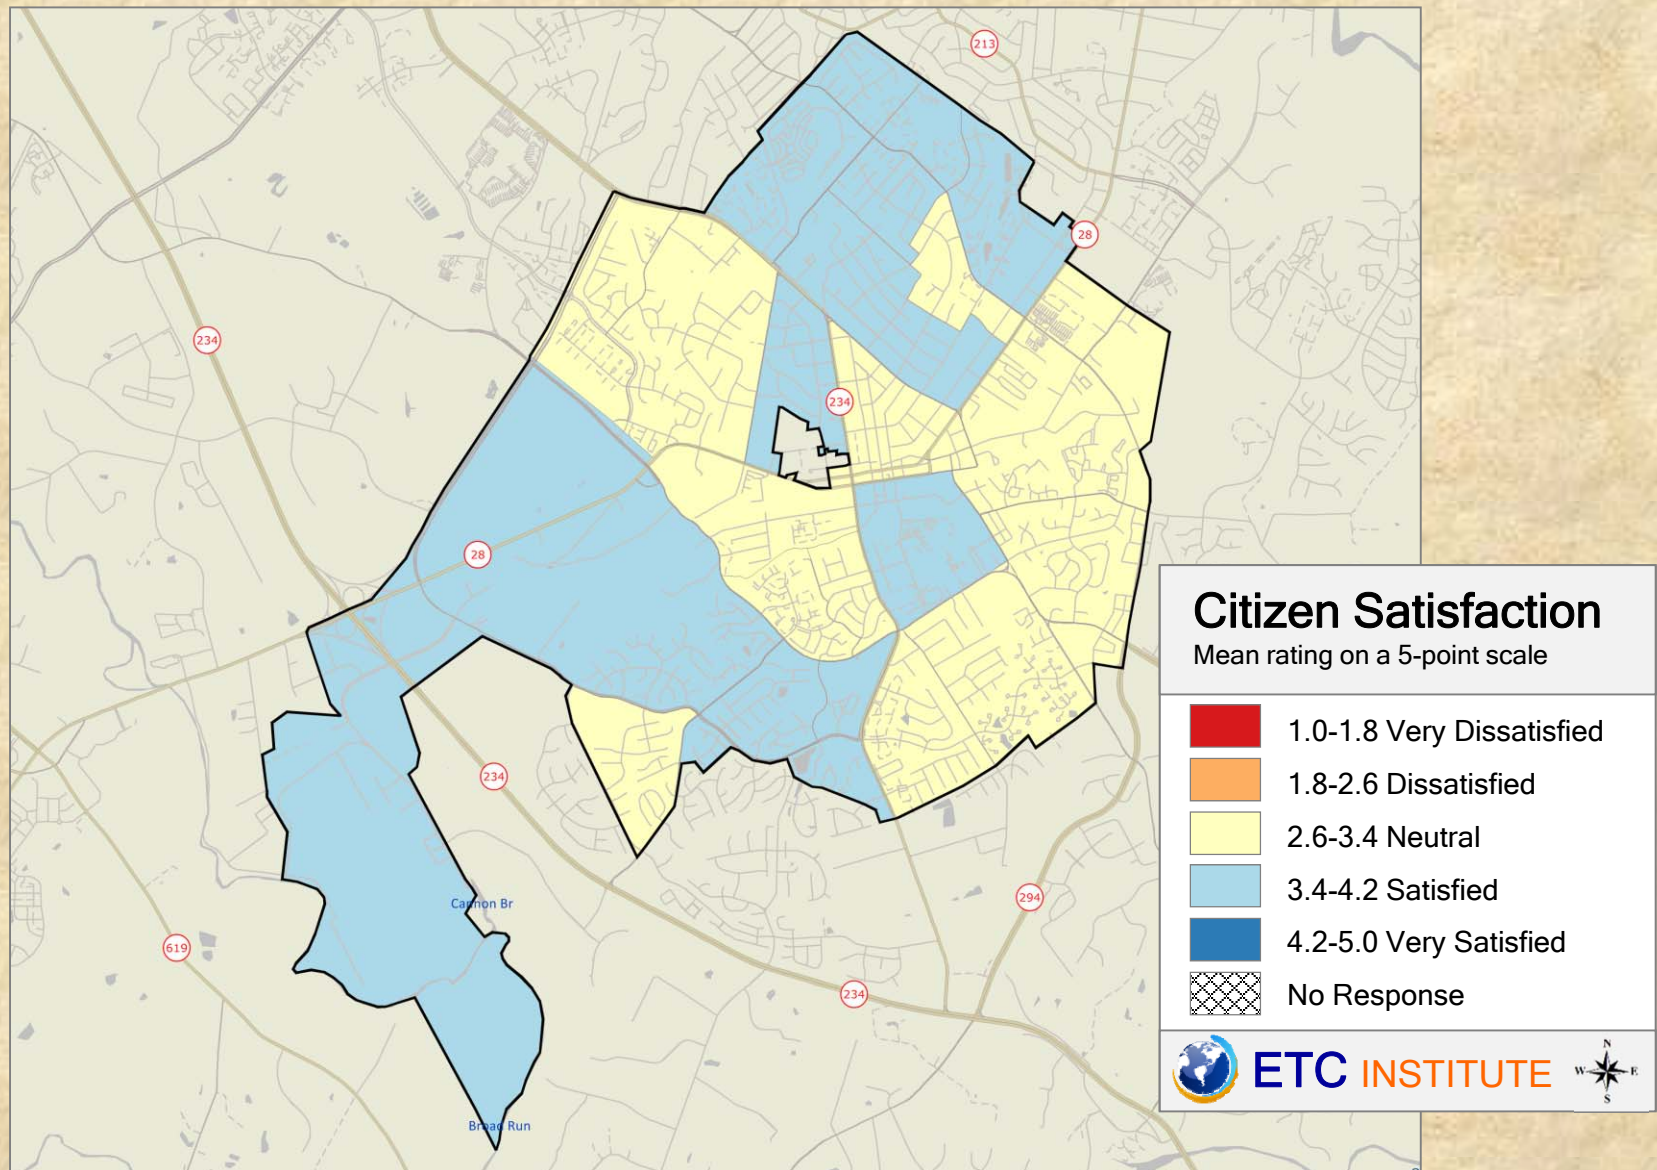 213
28
234
234
28
Citizen Satisfaction
Mean rating on a 5-point scale
1.0-1.8 Very Dissatisfied
1.8-2.6 Dissatisfied
234
2.6-3.4 Neutral
3.4-4.2 Satisfied
294
Cannon Br
619
4.2-5.0 Very Satisfied
234
No Response
N
ETC INSTITUTE
W E
S
Broad Run